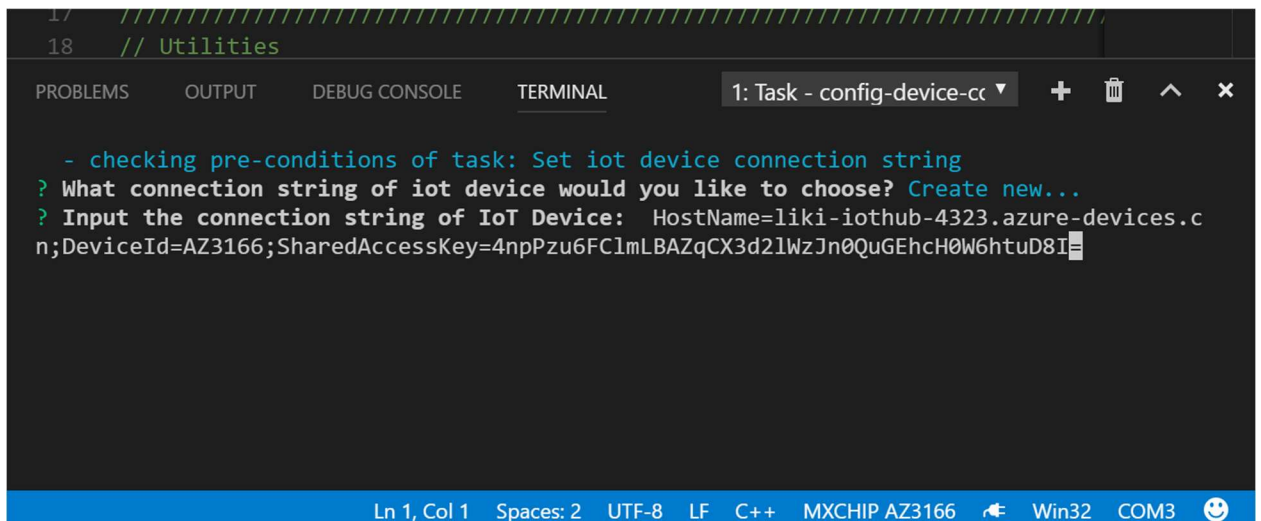 17 ////////////////////////////////////////////////////////////////////////////////
18 // Utilities
PROBLEMS OUTPUT DEBUG CONSOLE TERMINAL 1: Task - config-device-cc
- checking pre-conditions of task: Set iot device connection string
? What connection string of iot device would you like to choose? Create new...
? Input the connection string of IoT Device: HostName=liki-iothub-4323.azure-devices.c
n;DeviceId=AZ3166;SharedAccessKey=4npPzu6FClmLBAZqCX3d2lWzJn0QuGEhcH0W6htuD8I=
Ln 1, Col 1 Spaces: 2 UTF-8 LF C++ MXCHIP AZ3166 Win32 COM3